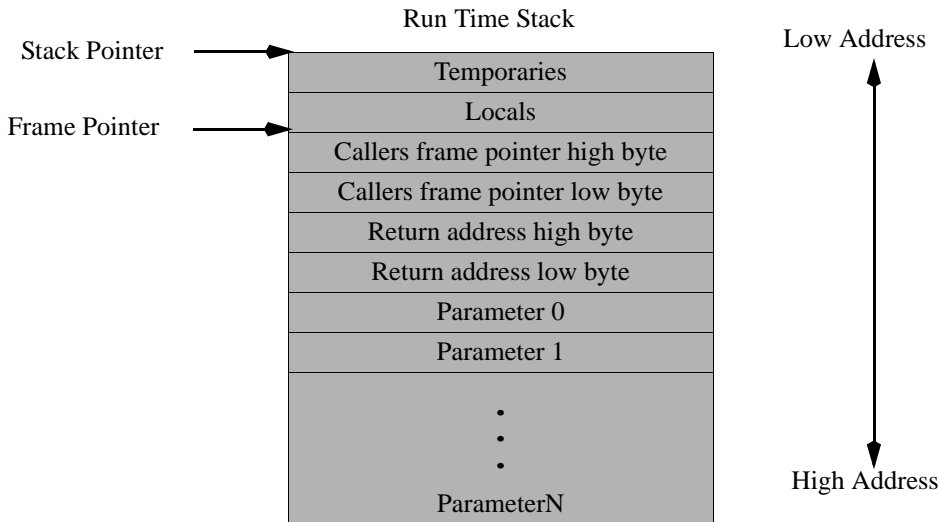 Run Time Stack
Stack Pointer
Low Address
Temporaries
Locals
Frame Pointer
Callers frame pointer high byte
Callers frame pointer low byte
Return address high byte
Return address low byte
Parameter 0
Parameter 1
High Address
ParameterN